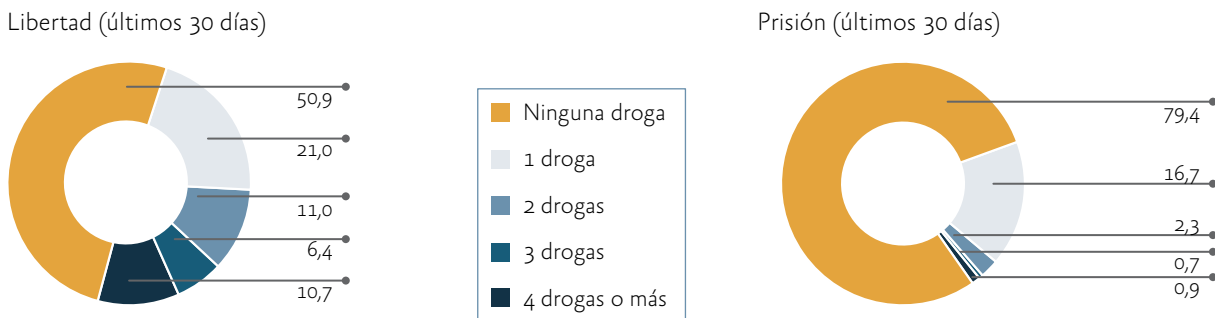 Libertad (últimos 30 días)
50,9
21,0
11,0
6,4
10,7
Ninguna droga
1 droga
2 drogas
3 drogas
4 drogas o más
Prisión (últimos 30 días)
79,4
16,7
2,3
0,7
0,9